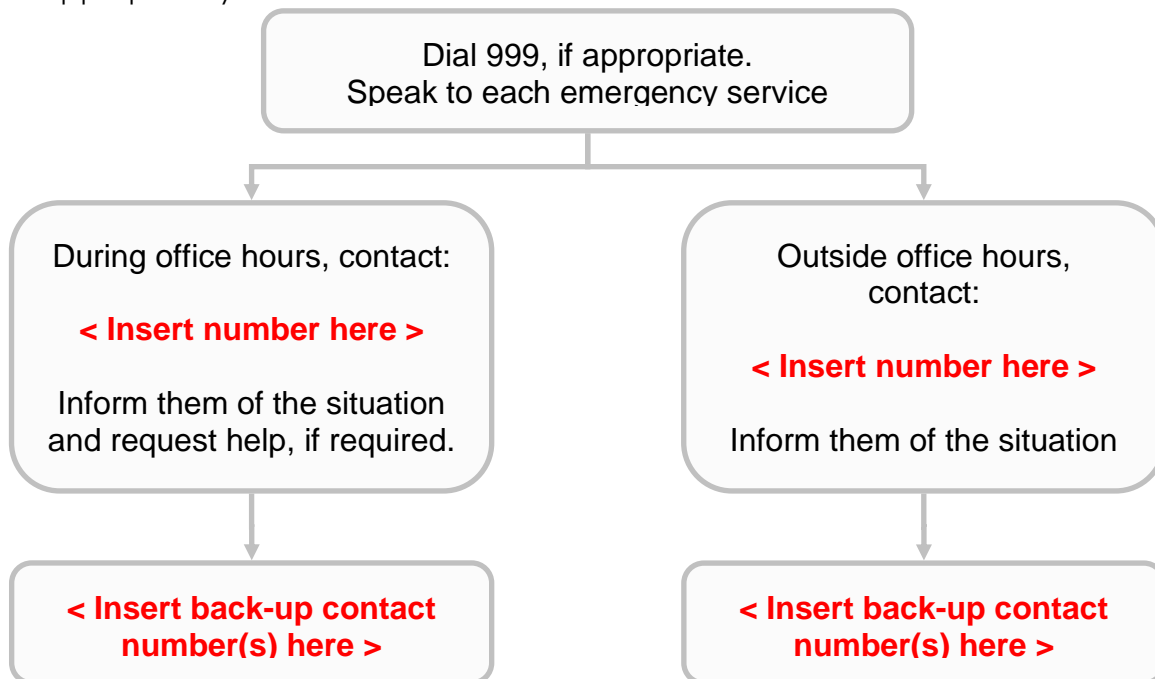 Dial 999, if appropriate.
Speak to each emergency service
During office hours, contact:
< Insert number here >
Inform them of the situation
and request help, if required.
Outside office hours,
contact:
< Insert number here >
Inform them of the situation
< Insert back-up contact
number(s) here >
< Insert back-up contact
number(s) here >